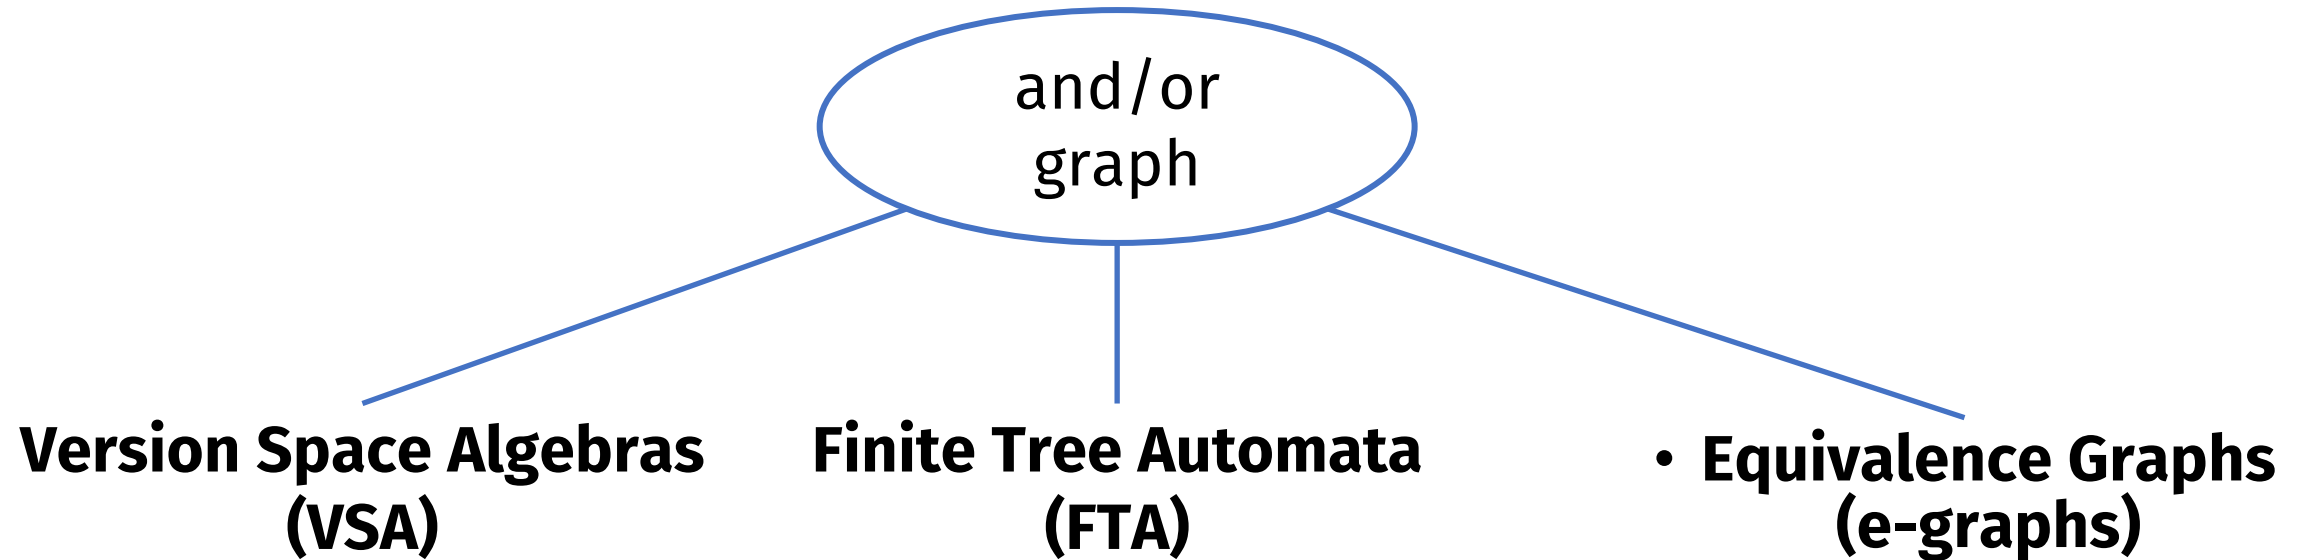 and/or
graph
Version Space Algebras
(VSA)
Finite Tree Automata
(FTA)
• Equivalence Graphs
(e-graphs)